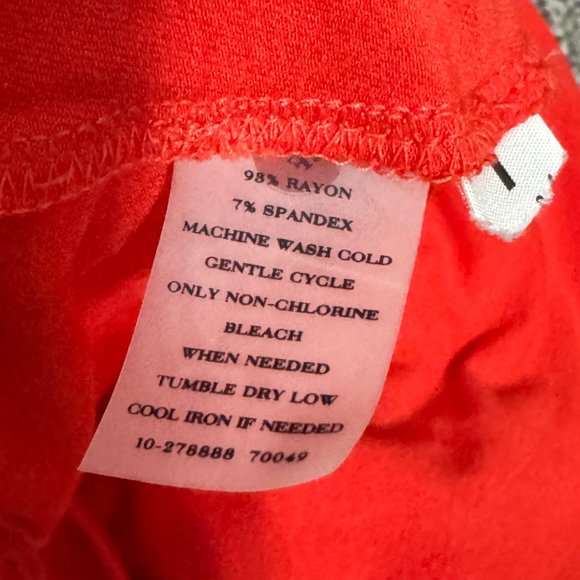 93% RAYON
7% SPANDEX
MACHINE WASH COLD
GENTLE CYCLE
ONLY NON-CHLORINE
BLEACH
WHEN NEEDED
TUMBLE DRY LOW
COOL IRON IF NEEDED
10-278888 70049